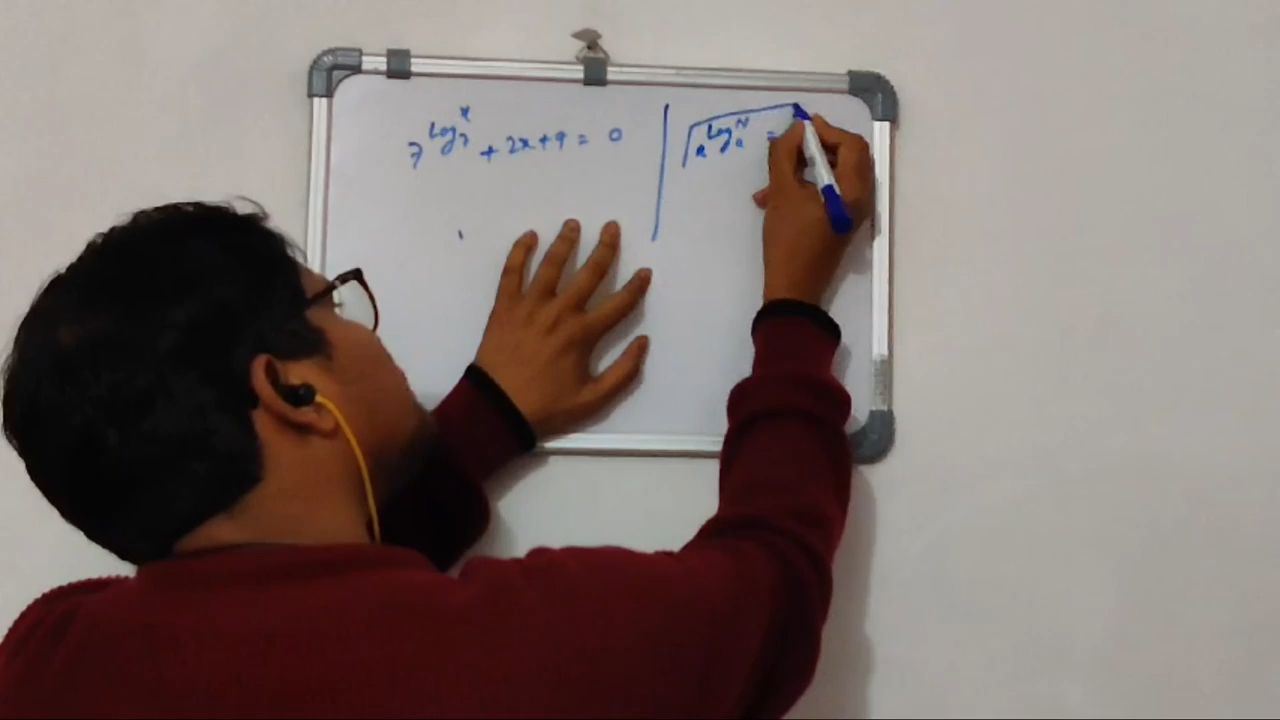 7^log_7^x + 2x + 9 = 0
a^log_a^N =